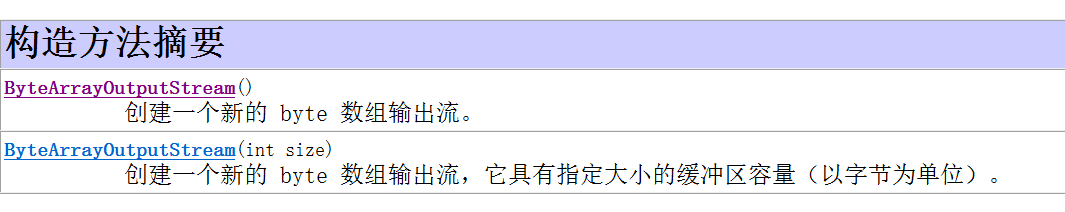 构造方法摘要
ByteArrayOutputStream()
创建一个新的 byte 数组输出流。
ByteArrayOutputStream(int size)
创建一个新的 byte 数组输出流，它具有指定大小的缓冲区容量（以字节为单位）。